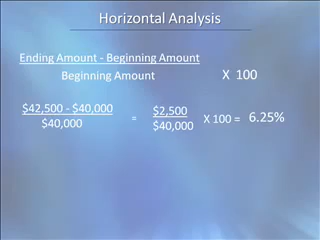 Horizontal Analysis
Ending Amount - Beginning Amount
Beginning Amount X 100
$42,500 - $40,000 = $2,500 X 100 = 6.25%
$40,000 $40,000